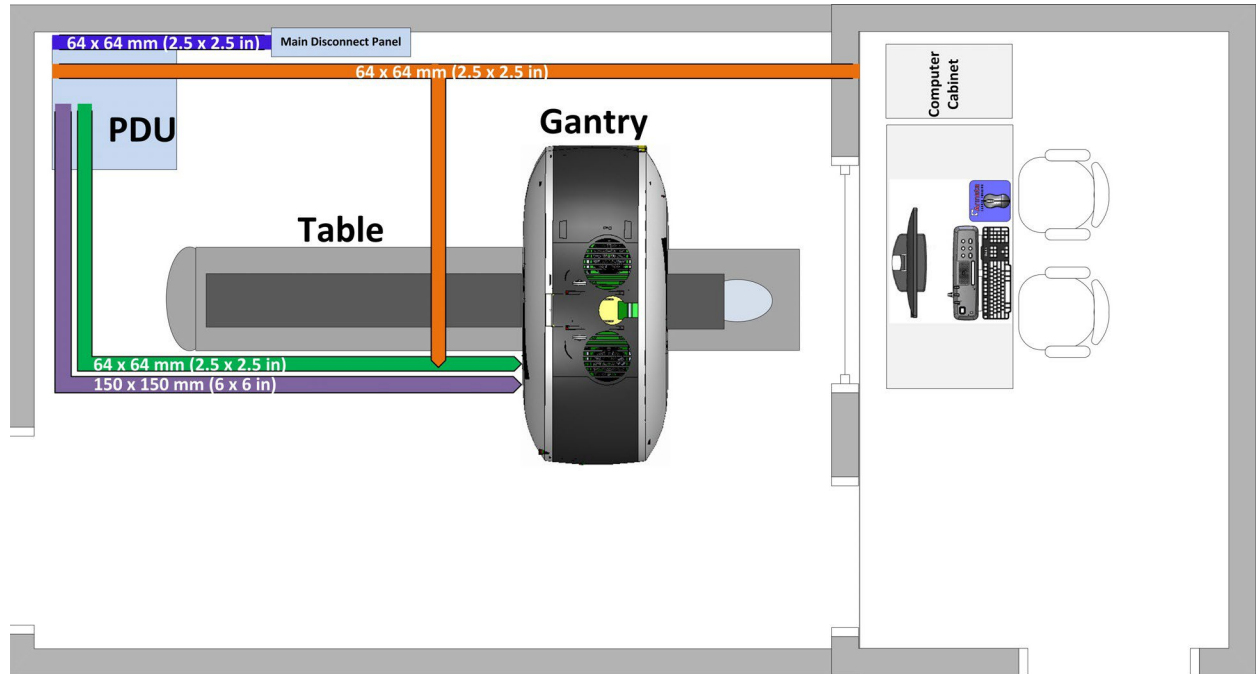 64 x 64 mm (2.5 x 2.5 in)
Main Disconnect Panel
64 x 64 mm (2.5 x 2.5 in)
PDU
Gantry
Computer
Cabinet
Table
64 x 64 mm (2.5 x 2.5 in)
150 x 150 mm (6 x 6 in)